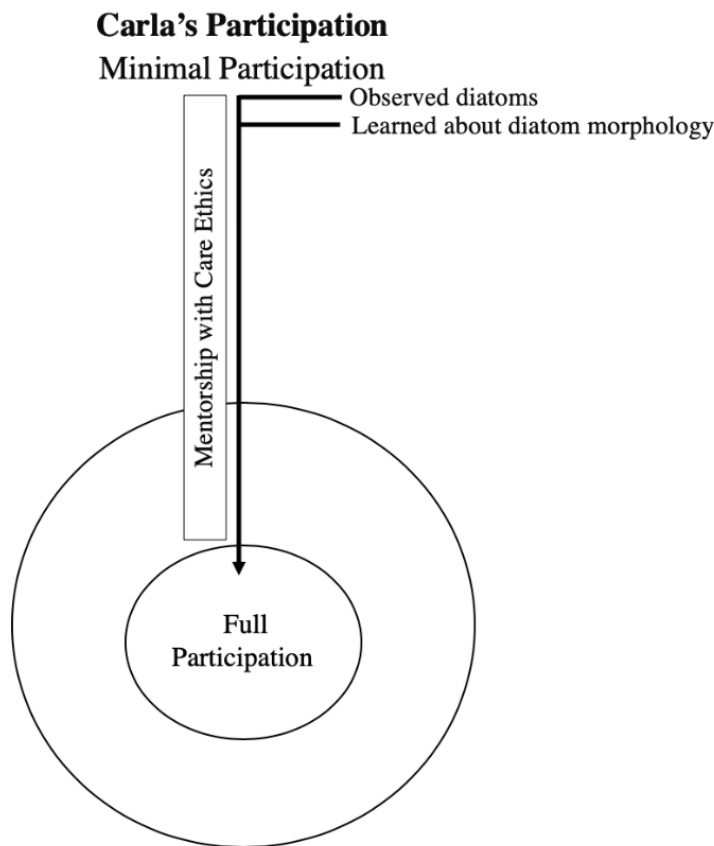 Carla’s Participation
Minimal Participation
Observed diatoms
Learned about diatom morphology
Mentorship with Care Ethics
Full
Participation